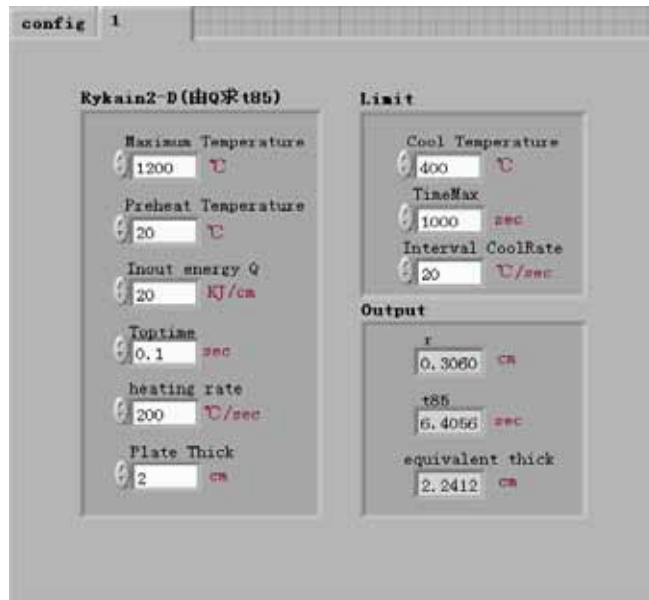 config 1
Rykain2-D(由Q求t85)
Maximum Temperature
1200 ℃
Preheat Temperature
20 ℃
Inout energy Q
20 KJ/cm
Toptime
0.1 sec
heating rate
200 ℃/sec
Plate Thick
2 cm
Limit
Cool Temperature
400 ℃
TimeMax
1000 sec
Interval CoolRate
20 ℃/sec
Output
r
0.3060 cm
t85
6.4056 sec
equivalent thick
2.2412 cm